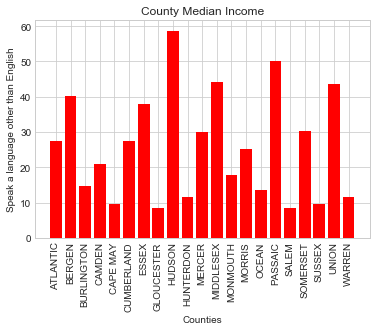 County Median Income
Speak a language other than English
60
50
40
30
20
10
0
ATLANTIC
BERGEN
BURLINGTON
CAMDEN
CAPE MAY
CUMBERLAND
ESSEX
GLOUCESTER
HUDSON
HUNTERDON
MERCER
MIDDLESEX
MONMOUTH
MORRIS
OCEAN
PASSAIC
SALEM
SOMERSET
SUSSEX
UNION
WARREN
Counties